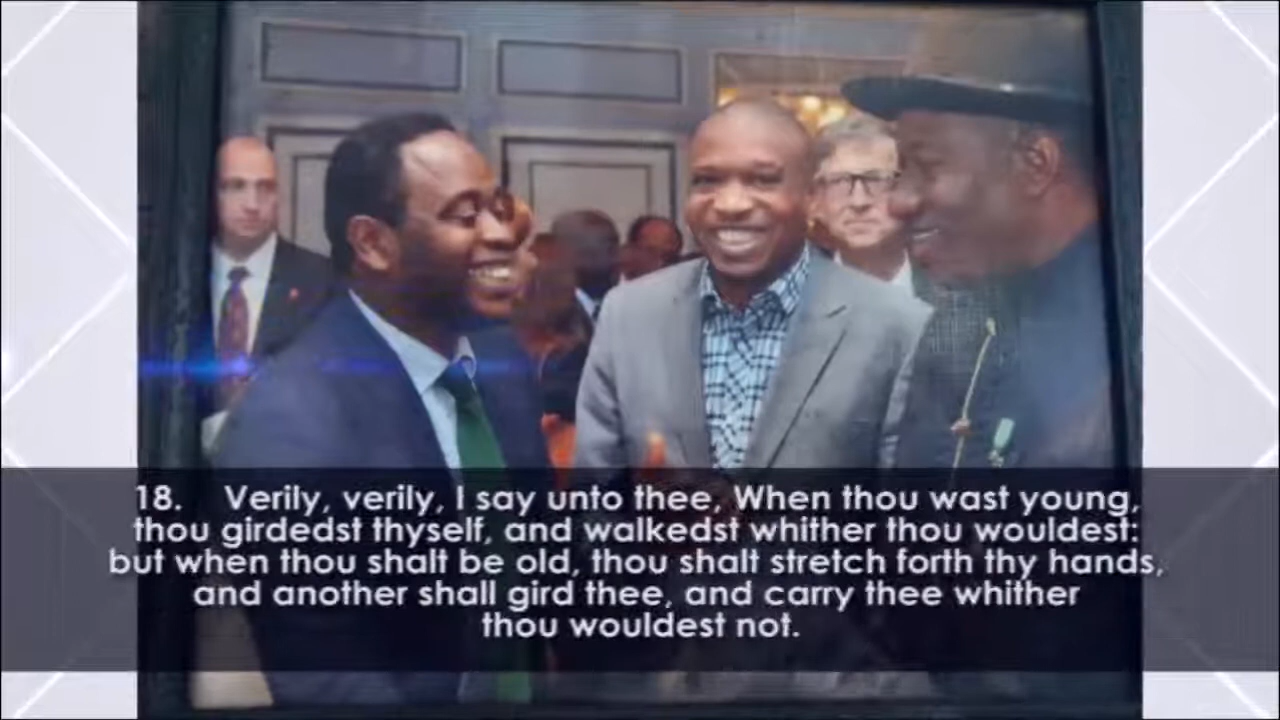 18. Verily, verily, I say unto thee, When thou wast young,
thou girdedst thyself, and walkedst whither thou wouldest:
but when thou shalt be old, thou shalt stretch forth thy hands,
and another shall gird thee, and carry thee whither
thou wouldest not.